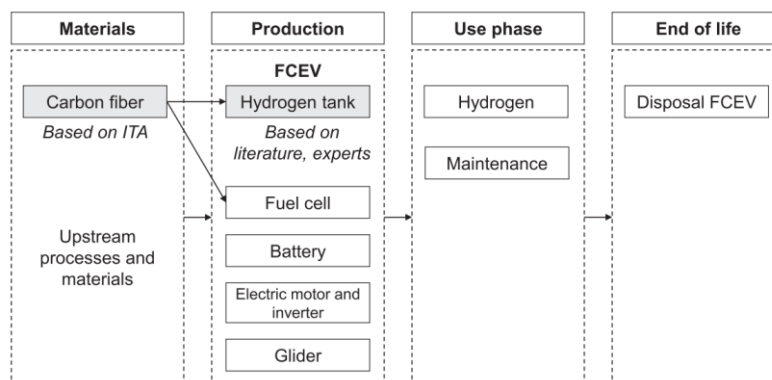 Materials
Production
Use phase
End of life
FCEV
Carbon fiber
Hydrogen tank
Hydrogen
Disposal FCEV
Based on ITA
Based on
literature, experts
Maintenance
Fuel cell
Upstream
processes and
materials
Battery
Electric motor and
inverter
Glider